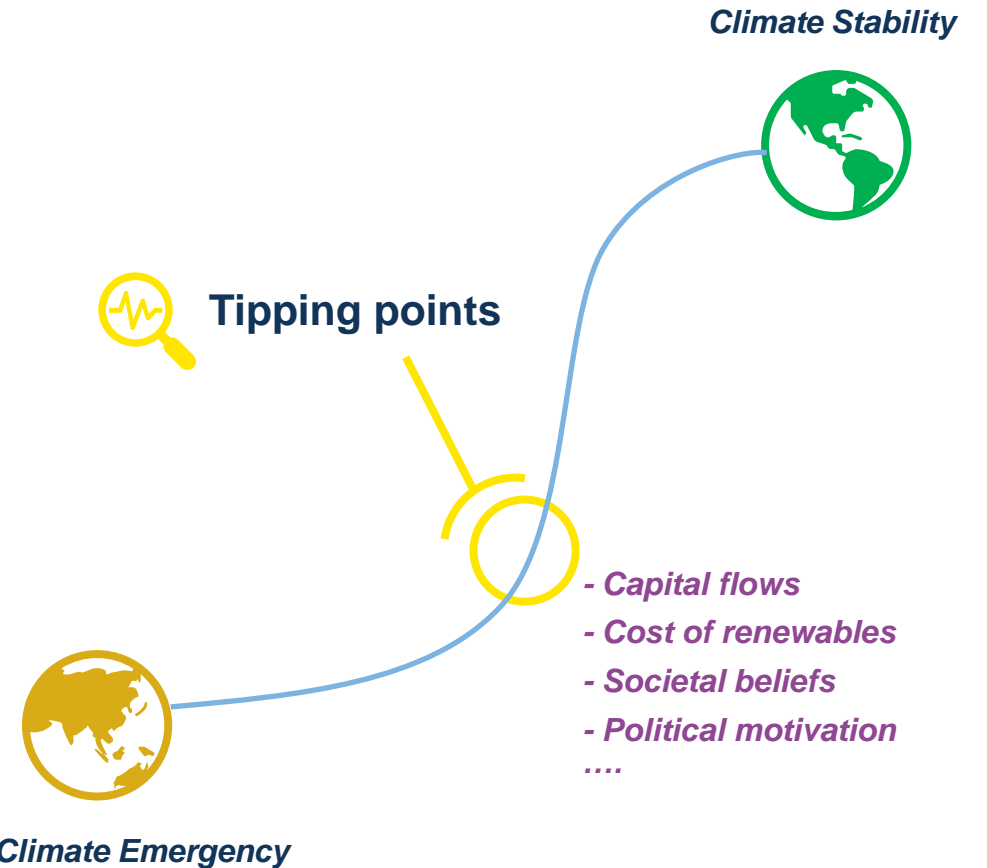 Climate Stability
Tipping points
- Capital flows
- Cost of renewables
- Societal beliefs
- Political motivation
….
Climate Emergency